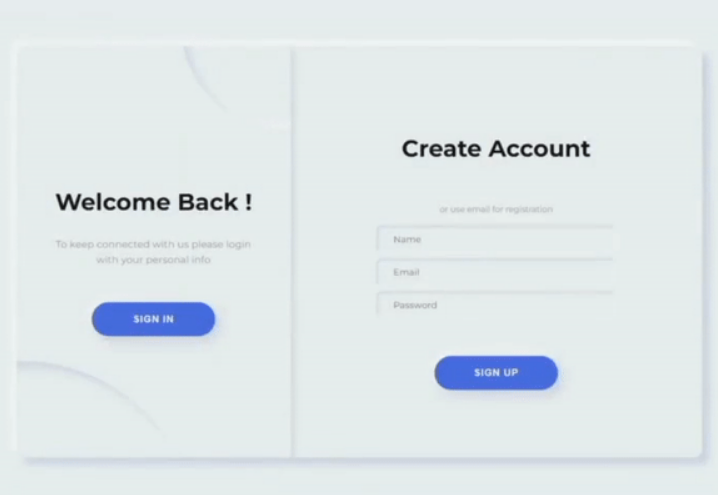 Welcome Back !
To keep connected with us please login
with your personal info
SIGN IN
Create Account
or use email for registration
Name
Email
Password
SIGN UP